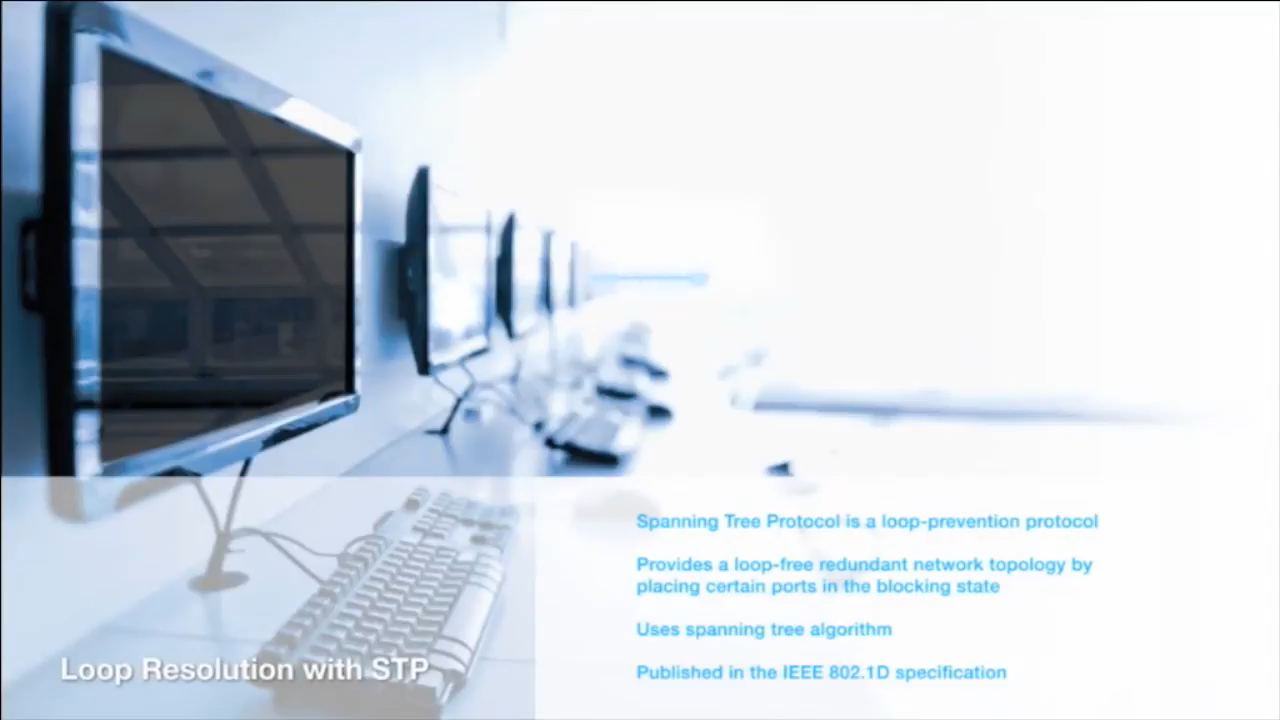 Spanning Tree Protocol is a loop-prevention protocol
Provides a loop-free redundant network topology by
placing certain ports in the blocking state
Uses spanning tree algorithm
Published in the IEEE 802.1D specification
Loop Resolution with STP